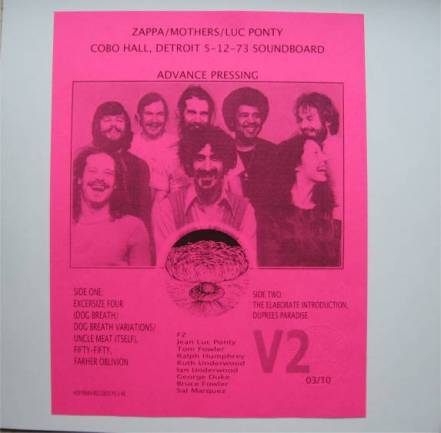 ZAPPA/MOTHERS/LUC PONTY
COBO HALL, DETROIT 5-12-73 SOUNDBOARD
ADVANCE PRESSING
SIDE ONE:
EXCERSIZE FOUR
(DOG BREATH/
DOG BREATH VARIATIONS/
UNCLE MEAT ITSELF),
FIFTY-FIFTY,
FARHER OBLIVION
FZ
Jean Luc Ponty
Tom Fowler
Ralph Humphrey
Ruth Underwood
Ian Underwood
George Duke
Bruce Fowler
Sal Marquez
SIDE TWO:
THE ELABORATE INTRODUCTION,
DUPREES PARADISE
V2
03/10